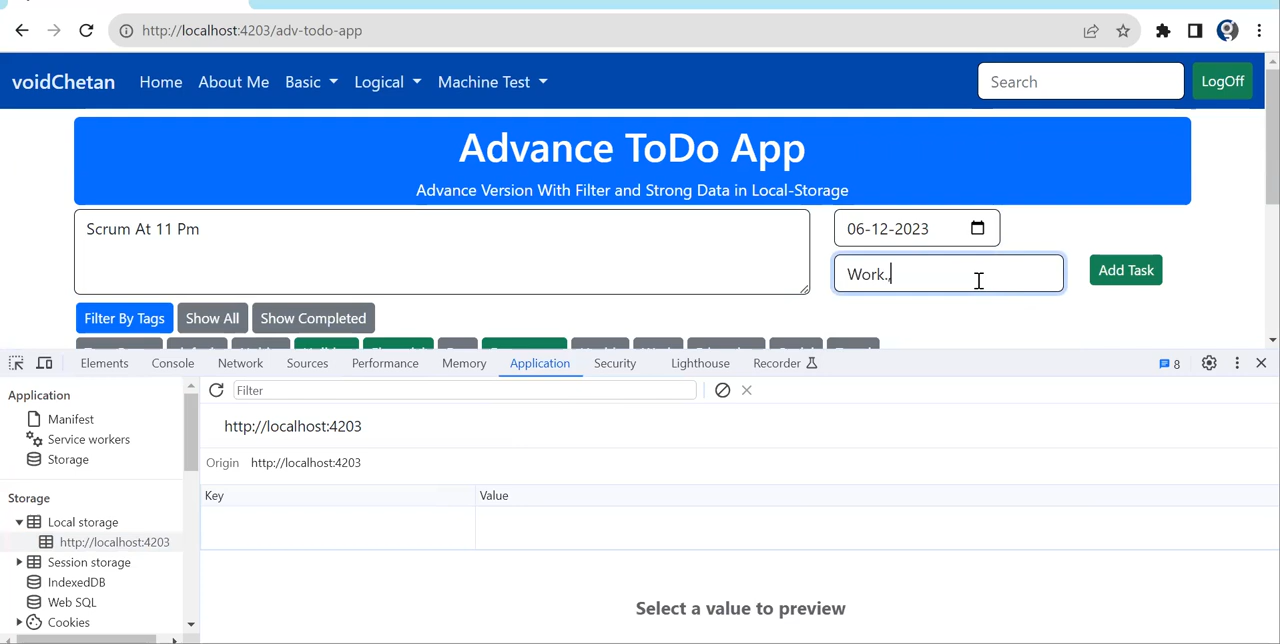 http://localhost:4203/adv-todo-app
voidChetan Home About Me Basic Logical Machine Test Search LogOff
Advance ToDo App
Advance Version With Filter and Strong Data in Local-Storage
Scrum At 11 Pm
06-12-2023
Work.,
Add Task
Filter By Tags Show All Show Completed
Elements Console Network Sources Performance Memory Application Security Lighthouse Recorder 8
Application
Manifest
Service workers
Storage
Storage
Local storage
http://localhost:4203
Session storage
IndexedDB
Web SQL
Cookies
Filter
http://localhost:4203
Origin http://localhost:4203
Key Value
Select a value to preview